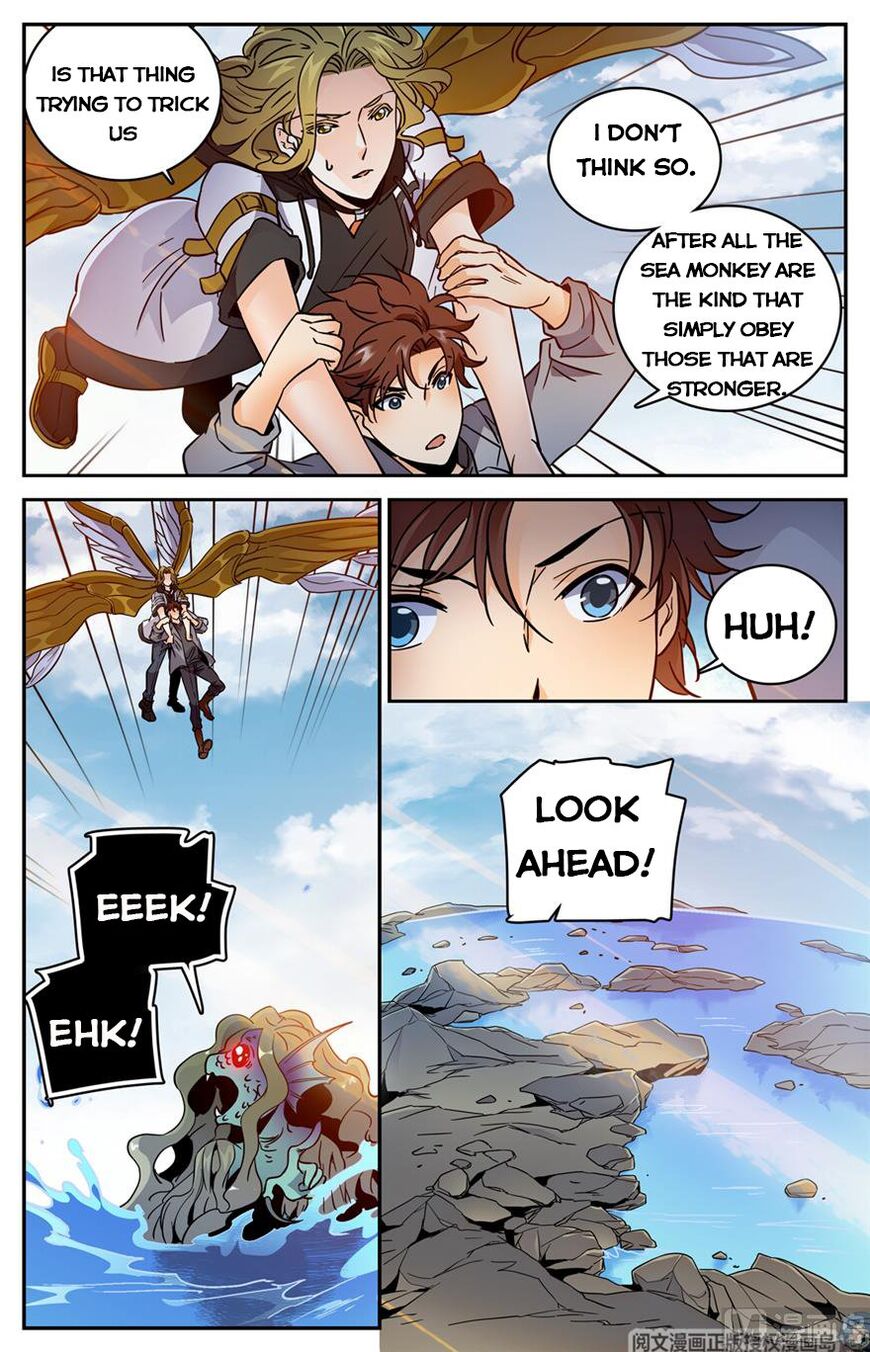 IS THAT THING
TRYING TO TRICK
US
I DON'T
THINK SO.
AFTER ALL THE
SEA MONKEY ARE
THE KIND THAT
SIMPLY OBEY
THOSE THAT ARE
STRONGER.
HUH!
EEEK!
EHK!
LOOK
AHEAD!
阅文漫画正版授权漫画岛